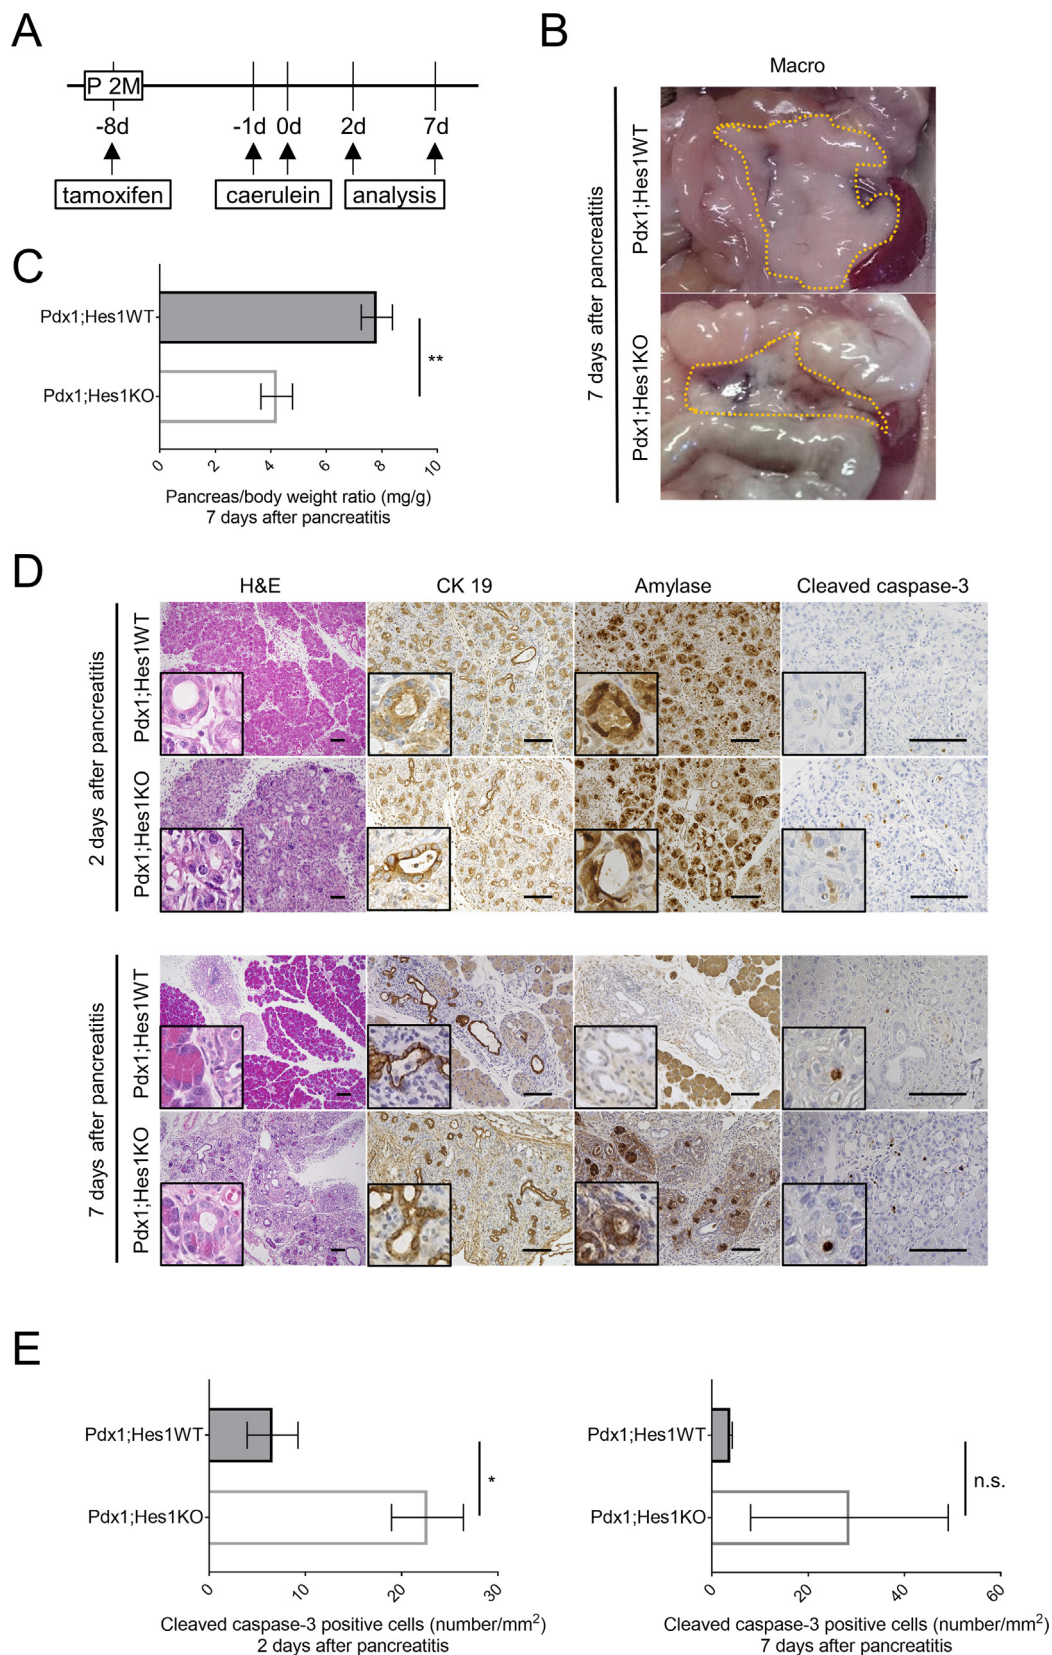 A
P 2M
-8d
-1d
0d
2d
7d
tamoxifen
caerulein
analysis
B
Macro
7 days after pancreatitis
Pdx1;Hes1WT
Pdx1;Hes1KO
C
Pdx1;Hes1WT
Pdx1;Hes1KO
**
0
2
4
6
8
10
Pancreas/body weight ratio (mg/g)
7 days after pancreatitis
D
H&E
CK 19
Amylase
Cleaved caspase-3
2 days after pancreatitis
Pdx1;Hes1WT
Pdx1;Hes1KO
7 days after pancreatitis
Pdx1;Hes1WT
Pdx1;Hes1KO
E
Pdx1;Hes1WT
Pdx1;Hes1KO
*
0
10
20
30
Cleaved caspase-3 positive cells (number/mm²)
2 days after pancreatitis
Pdx1;Hes1WT
Pdx1;Hes1KO
n.s.
0
20
40
60
Cleaved caspase-3 positive cells (number/mm²)
7 days after pancreatitis